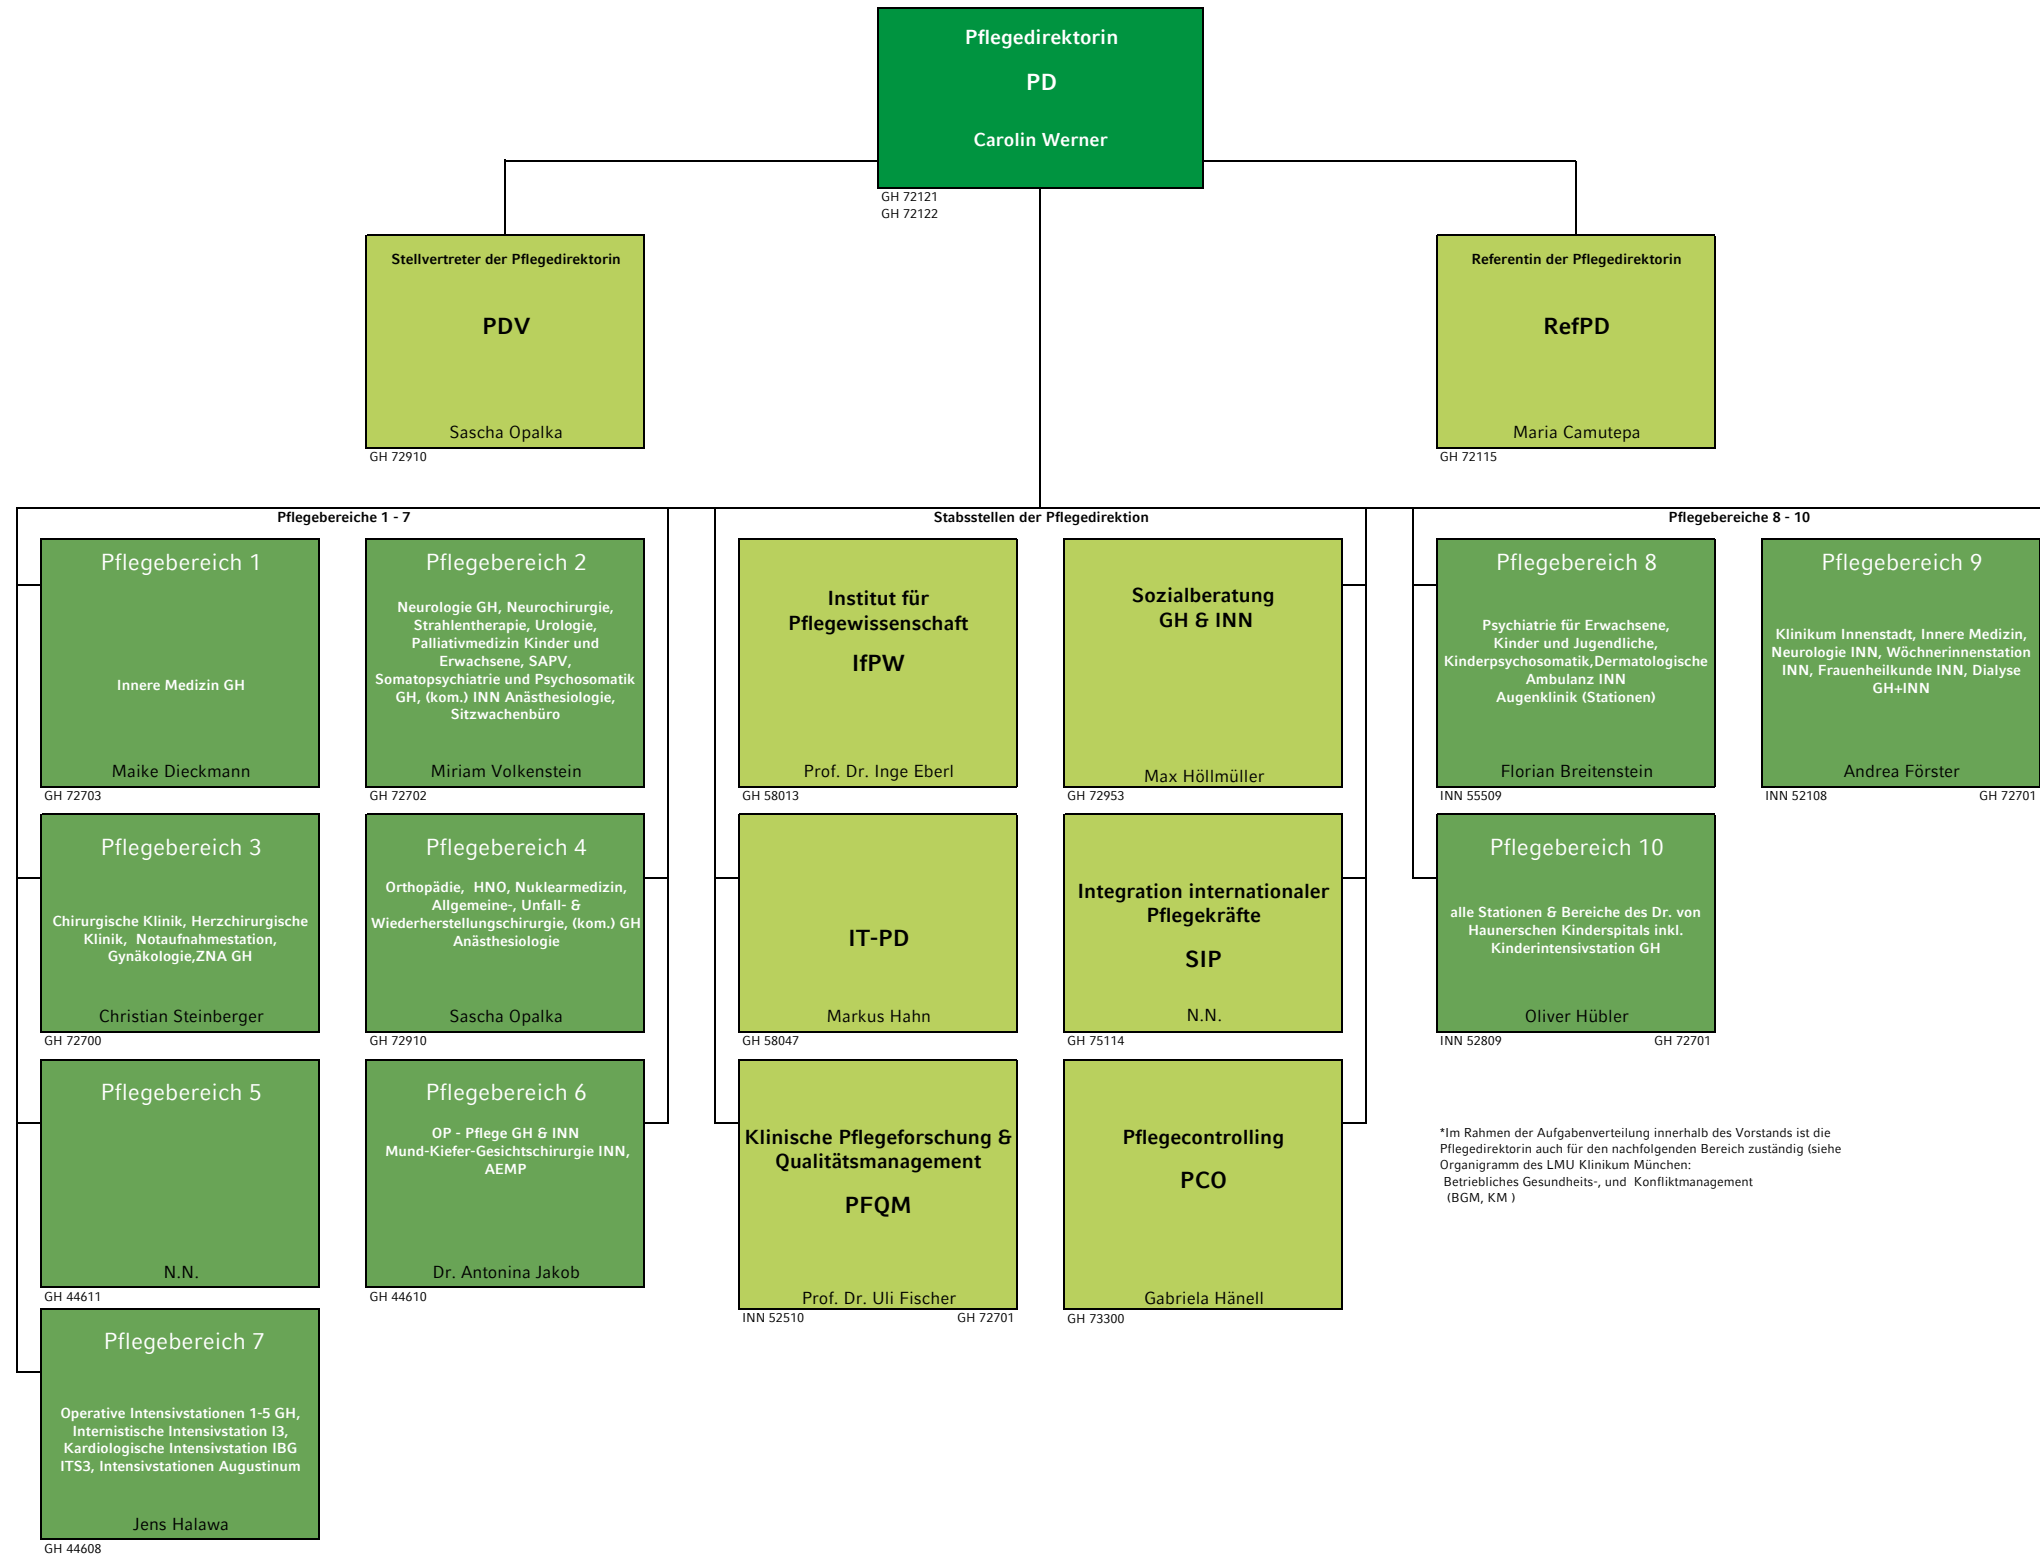 Pflegedirektorin
PD
Carolin Werner
GH 72121
GH 72122
Stellvertreter der Pflegedirektorin
PDV
Sascha Opalka
GH 72910
Referentin der Pflegedirektorin
RefPD
Maria Camutepa
GH 72115
Pflegebereiche 1 - 7
Pflegebereich 1
Innere Medizin GH
Maike Dieckmann
GH 72703
Pflegebereich 2
Neurologie GH, Neurochirurgie,
Strahlentherapie, Urologie,
Palliativmedizin Kinder und
Erwachsene, SAPV,
Somatopsychiatrie und Psychosomatik
GH, (kom.) INN Anästhesiologie,
Sitzwachenbüro
Miriam Volkenstein
GH 72702
Pflegebereich 3
Chirurgische Klinik, Herzchirurgische
Klinik,  Notaufnahmestation,
Gynäkologie,ZNA GH
Christian Steinberger
GH 72700
Pflegebereich 4
Orthopädie,  HNO, Nuklearmedizin,
Allgemeine-, Unfall- &
Wiederherstellungschirurgie, (kom.) GH
Anästhesiologie
Sascha Opalka
GH 72910
Pflegebereich 5
N.N.
GH 44611
Pflegebereich 6
OP - Pflege GH & INN
Mund-Kiefer-Gesichtschirurgie INN,
AEMP
Dr. Antonina Jakob
GH 44610
Pflegebereich 7
Operative Intensivstationen 1-5 GH,
Internistische Intensivstation I3,
Kardiologische Intensivstation IBG
ITS3, Intensivstationen Augustinum
Jens Halawa
GH 44608
Stabsstellen der Pflegedirektion
Institut für
Pflegewissenschaft
IfPW
Prof. Dr. Inge Eberl
GH 58013
Sozialberatung
GH & INN
Max Höllmüller
GH 72953
IT-PD
Markus Hahn
GH 58047
Integration internationaler
Pflegekräfte
SIP
N.N.
GH 75114
Klinische Pflegeforschung &
Qualitätsmanagement
PFQM
Prof. Dr. Uli Fischer
INN 52510 GH 72701
Pflegecontrolling
PCO
Gabriela Hänell
GH 73300
Pflegebereiche 8 - 10
Pflegebereich 8
Psychiatrie für Erwachsene,
Kinder und Jugendliche,
Kinderpsychosomatik,Dermatologische
Ambulanz INN
Augenklinik (Stationen)
Florian Breitenstein
INN 55509
Pflegebereich 9
Klinikum Innenstadt, Innere Medizin,
Neurologie INN, Wöchnerinnenstation
INN, Frauenheilkunde INN, Dialyse
GH+INN
Andrea Förster
INN 52108 GH 72701
Pflegebereich 10
alle Stationen & Bereiche des Dr. von
Haunerschen Kinderspitals inkl.
Kinderintensivstation GH
Oliver Hübler
INN 52809 GH 72701
*Im Rahmen der Aufgabenverteilung innerhalb des Vorstands ist die
Pflegedirektorin auch für den nachfolgenden Bereich zuständig (siehe
Organigramm des LMU Klinikum München:
Betriebliches Gesundheits-, und  Konfliktmanagement
(BGM, KM )